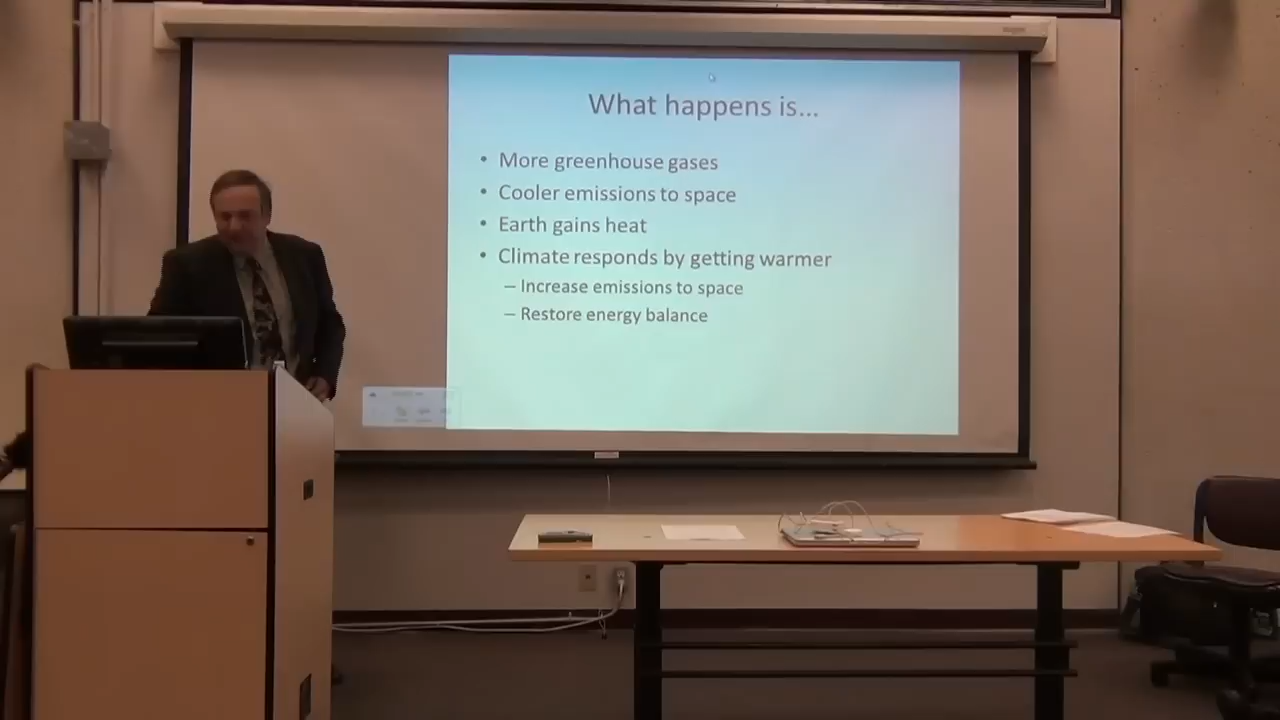 What happens is...
• More greenhouse gases
• Cooler emissions to space
• Earth gains heat
• Climate responds by getting warmer
– Increase emissions to space
– Restore energy balance